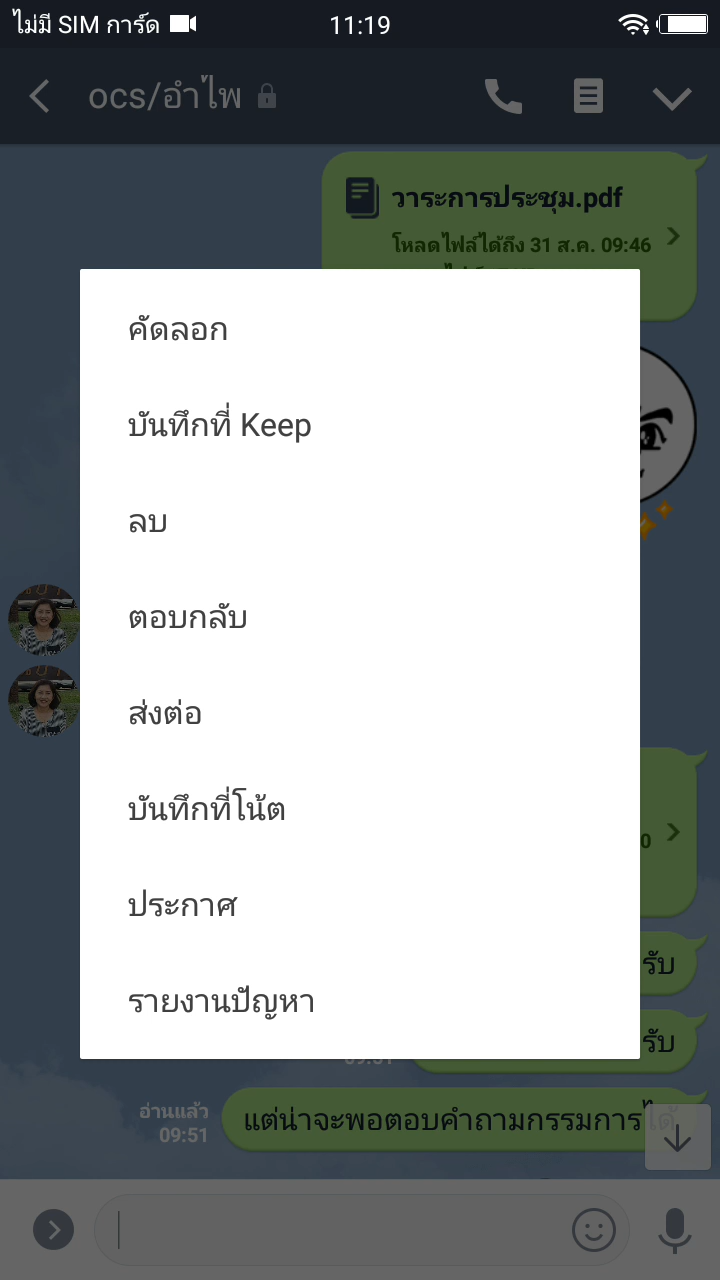 ไม่มี SIM การ์ด
11:19
ocs/อำไพ
วาระการประชุม.pdf
โหลดไฟล์ได้ถึง 31 ส.ค. 09:46
คัดลอก
บันทึกที่ Keep
ลบ
ตอบกลับ
ส่งต่อ
บันทึกที่โน้ต
0
ประกาศ
รับ
รายงานปัญหา
รับ
อ่านแล้ว
09:51
แต่น่าจะพอตอบคำถามกรรมการได้